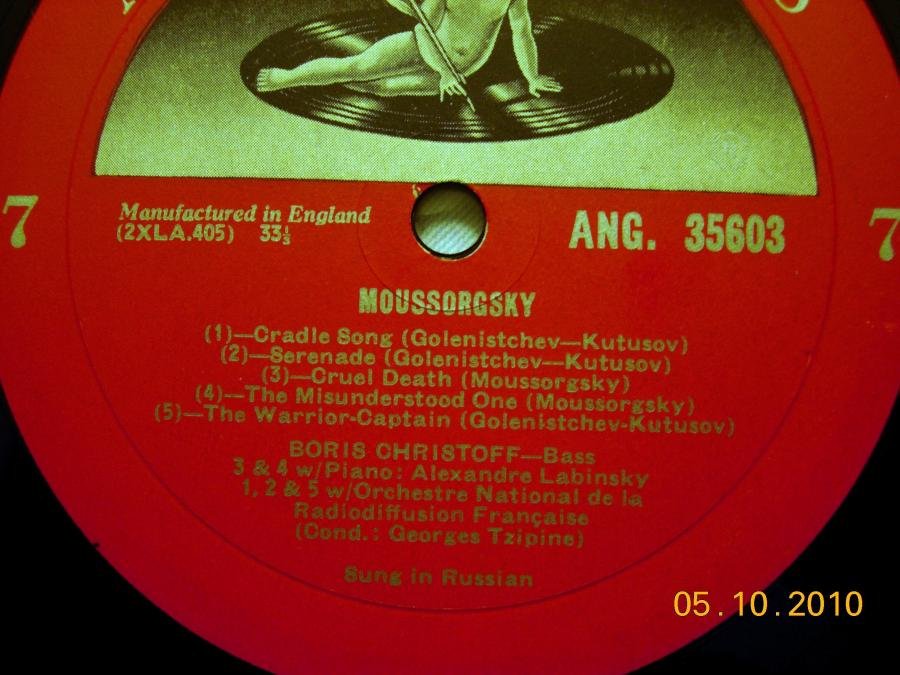 7
7
Manufactured in England
(2XLA.405) 33⅓
ANG. 35603
MOUSSORGSKY
(1)—Cradle Song (Golenistchev—Kutusov)
(2)—Serenade (Golenistchev—Kutusov)
(3)—Cruel Death (Moussorgsky)
(4)—The Misunderstood One (Moussorgsky)
(5)—The Warrior-Captain (Golenistchev-Kutusov)
BORIS CHRISTOFF—Bass
3 & 4 w/Piano: Alexandre Labinsky
1, 2 & 5 w/Orchestre National de la
Radiodiffusion Française
(Cond.: Georges Tzipine)
Sung in Russian
05.10.2010